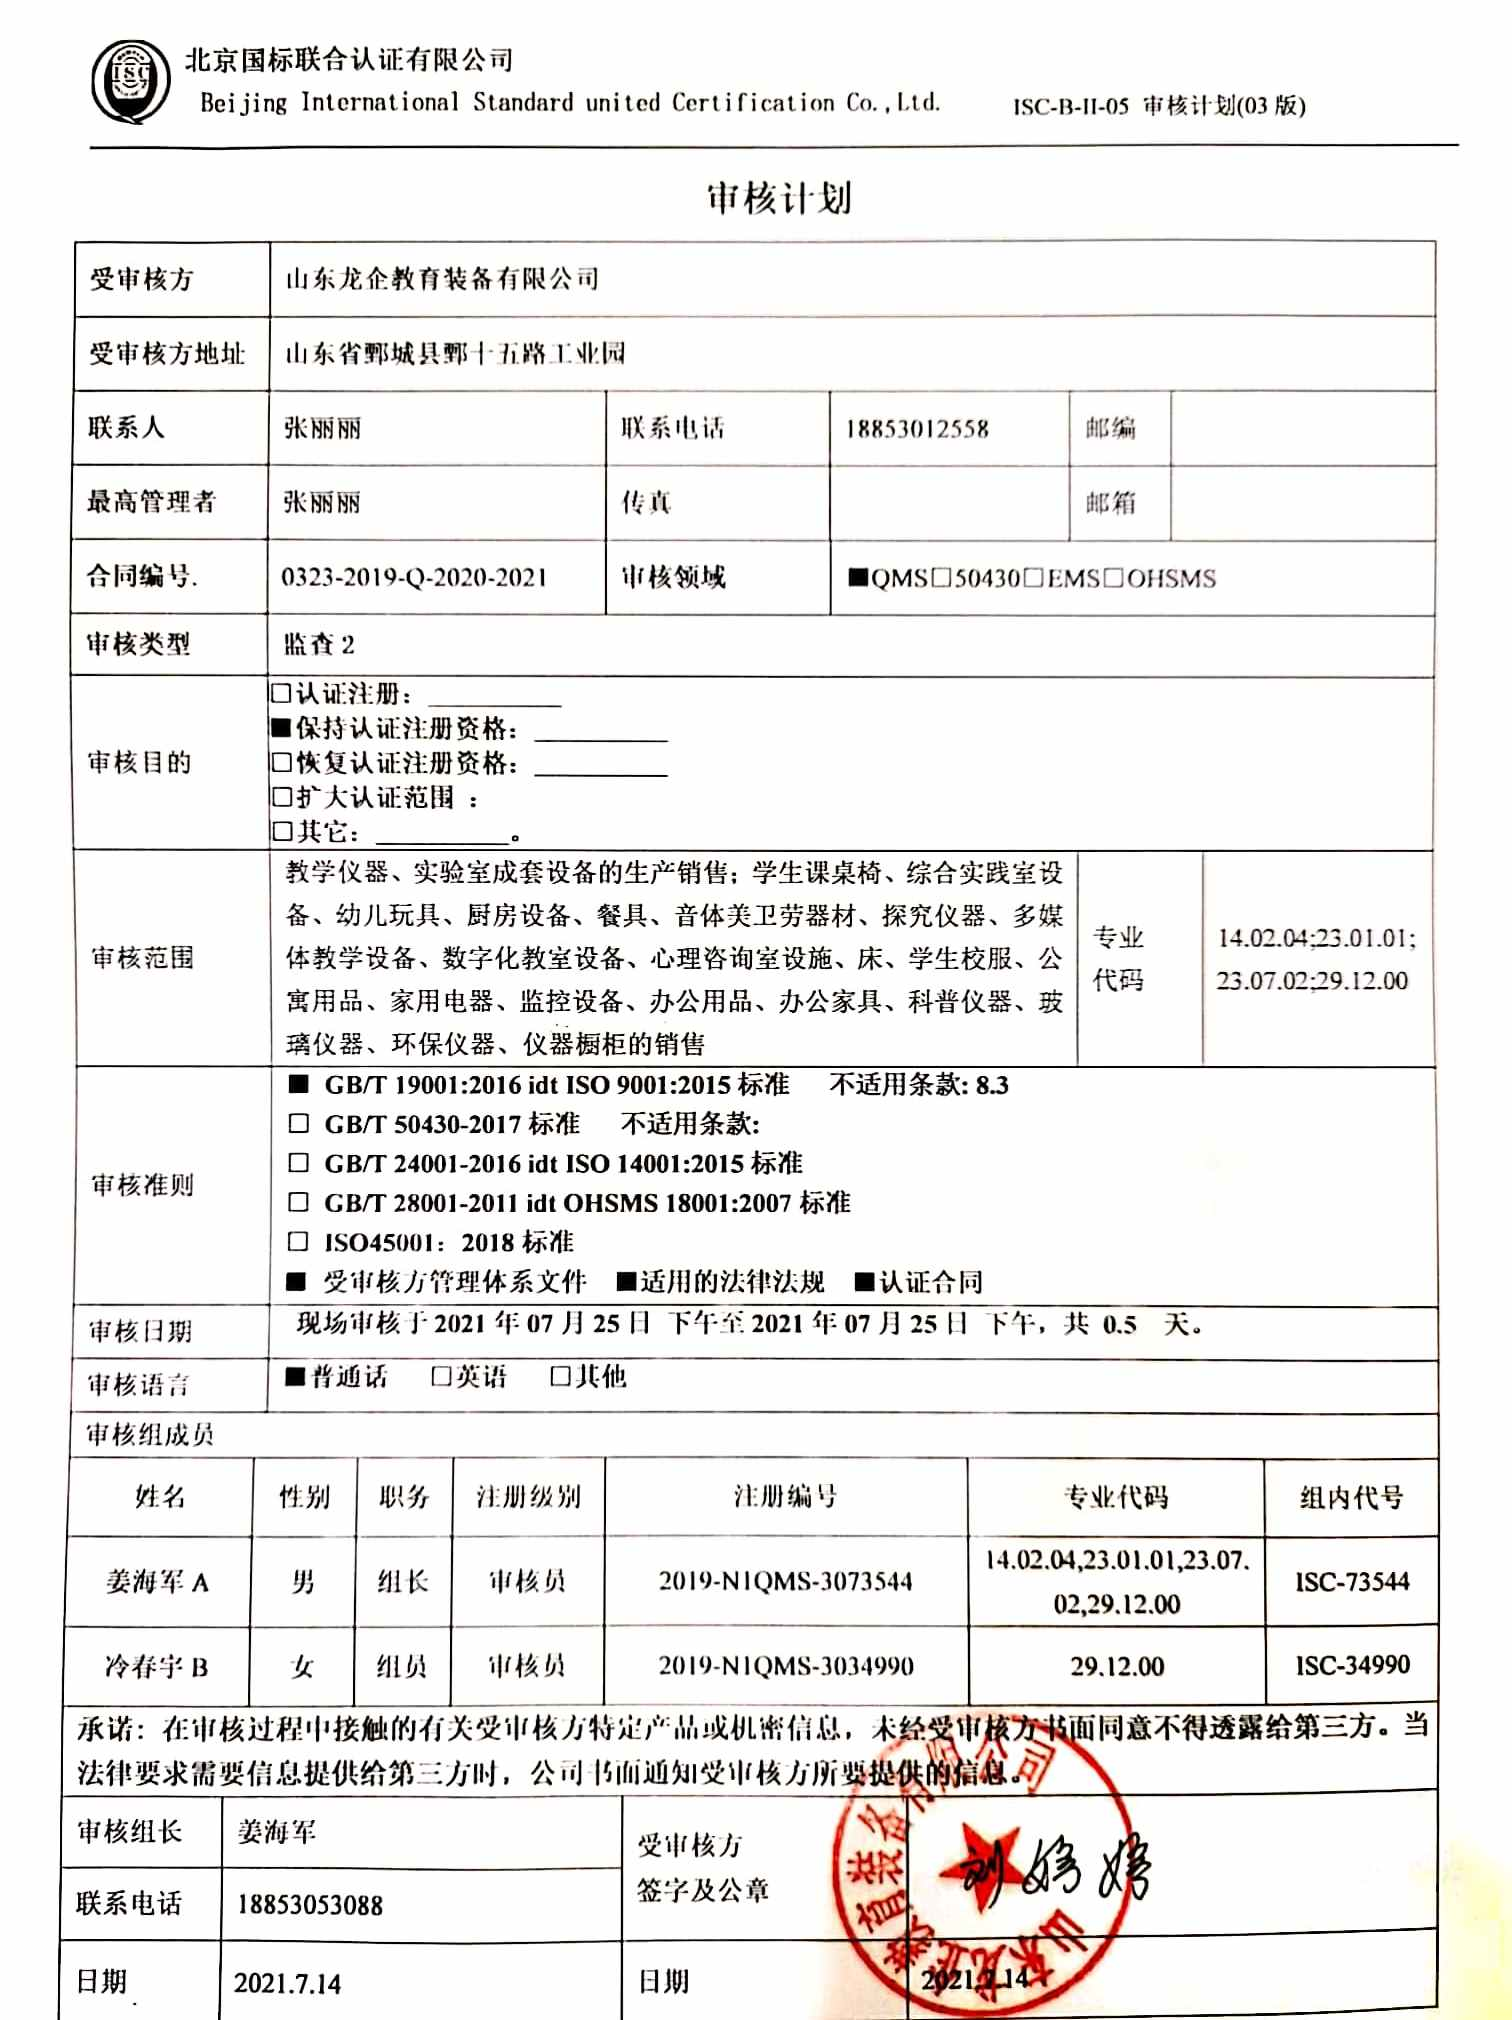 ISC
北京国标联合认证有限公司
Beijing International Standard united Certification Co.,Ltd.
ISC-B-II-05 审核计划(03 版)
审核计划
受审核方 山东龙企教育装备有限公司
受审核方地址 山东省鄄城县鄄十五路工业园
联系人 张丽丽 联系电话 18853012558 邮编
最高管理者 张丽丽 传真 邮箱
合同编号. 0323-2019-Q-2020-2021 审核领域 ■QMS□50430□EMS□OHSMS
审核类型 监查 2
审核目的
□认证注册：__________
■保持认证注册资格：__________
□恢复认证注册资格：__________
□扩大认证范围 ：
□其它：__________。
审核范围
教学仪器、实验室成套设备的生产销售；学生课桌椅、综合实践室设
备、幼儿玩具、厨房设备、餐具、音体美卫劳器材、探究仪器、多媒
体教学设备、数字化教室设备、心理咨询室设施、床、学生校服、公
寓用品、家用电器、监控设备、办公用品、办公家具、科普仪器、玻
璃仪器、环保仪器、仪器橱柜的销售
专业
代码
14.02.04;23.01.01;
23.07.02;29.12.00
审核准则
■ GB/T 19001:2016 idt ISO 9001:2015 标准 不适用条款: 8.3
□ GB/T 50430-2017 标准 不适用条款:
□ GB/T 24001-2016 idt ISO 14001:2015 标准
□ GB/T 28001-2011 idt OHSMS 18001:2007 标准
□ ISO45001：2018 标准
■ 受审核方管理体系文件 ■适用的法律法规 ■认证合同
审核日期 现场审核于 2021 年 07 月 25 日 下午至 2021 年 07 月 25 日 下午，共 0.5 天。
审核语言 ■普通话 □英语 □其他
审核组成员
姓名 性别 职务 注册级别 注册编号 专业代码 组内代号
姜海军 A 男 组长 审核员 2019-N1QMS-3073544 14.02.04,23.01.01,23.07.
02,29.12.00 ISC-73544
冷春宇 B 女 组员 审核员 2019-N1QMS-3034990 29.12.00 ISC-34990
承诺：在审核过程中接触的有关受审核方特定产品或机密信息，未经受审核方书面同意不得透露给第三方。当
法律要求需要信息提供给第三方时，公司书面通知受审核方所要提供的信息。
审核组长 姜海军
受审核方
签字及公章
刘婷婷
山东龙企教育装备有限公司
联系电话 18853053088
日期 2021.7.14 日期 2021.7.14